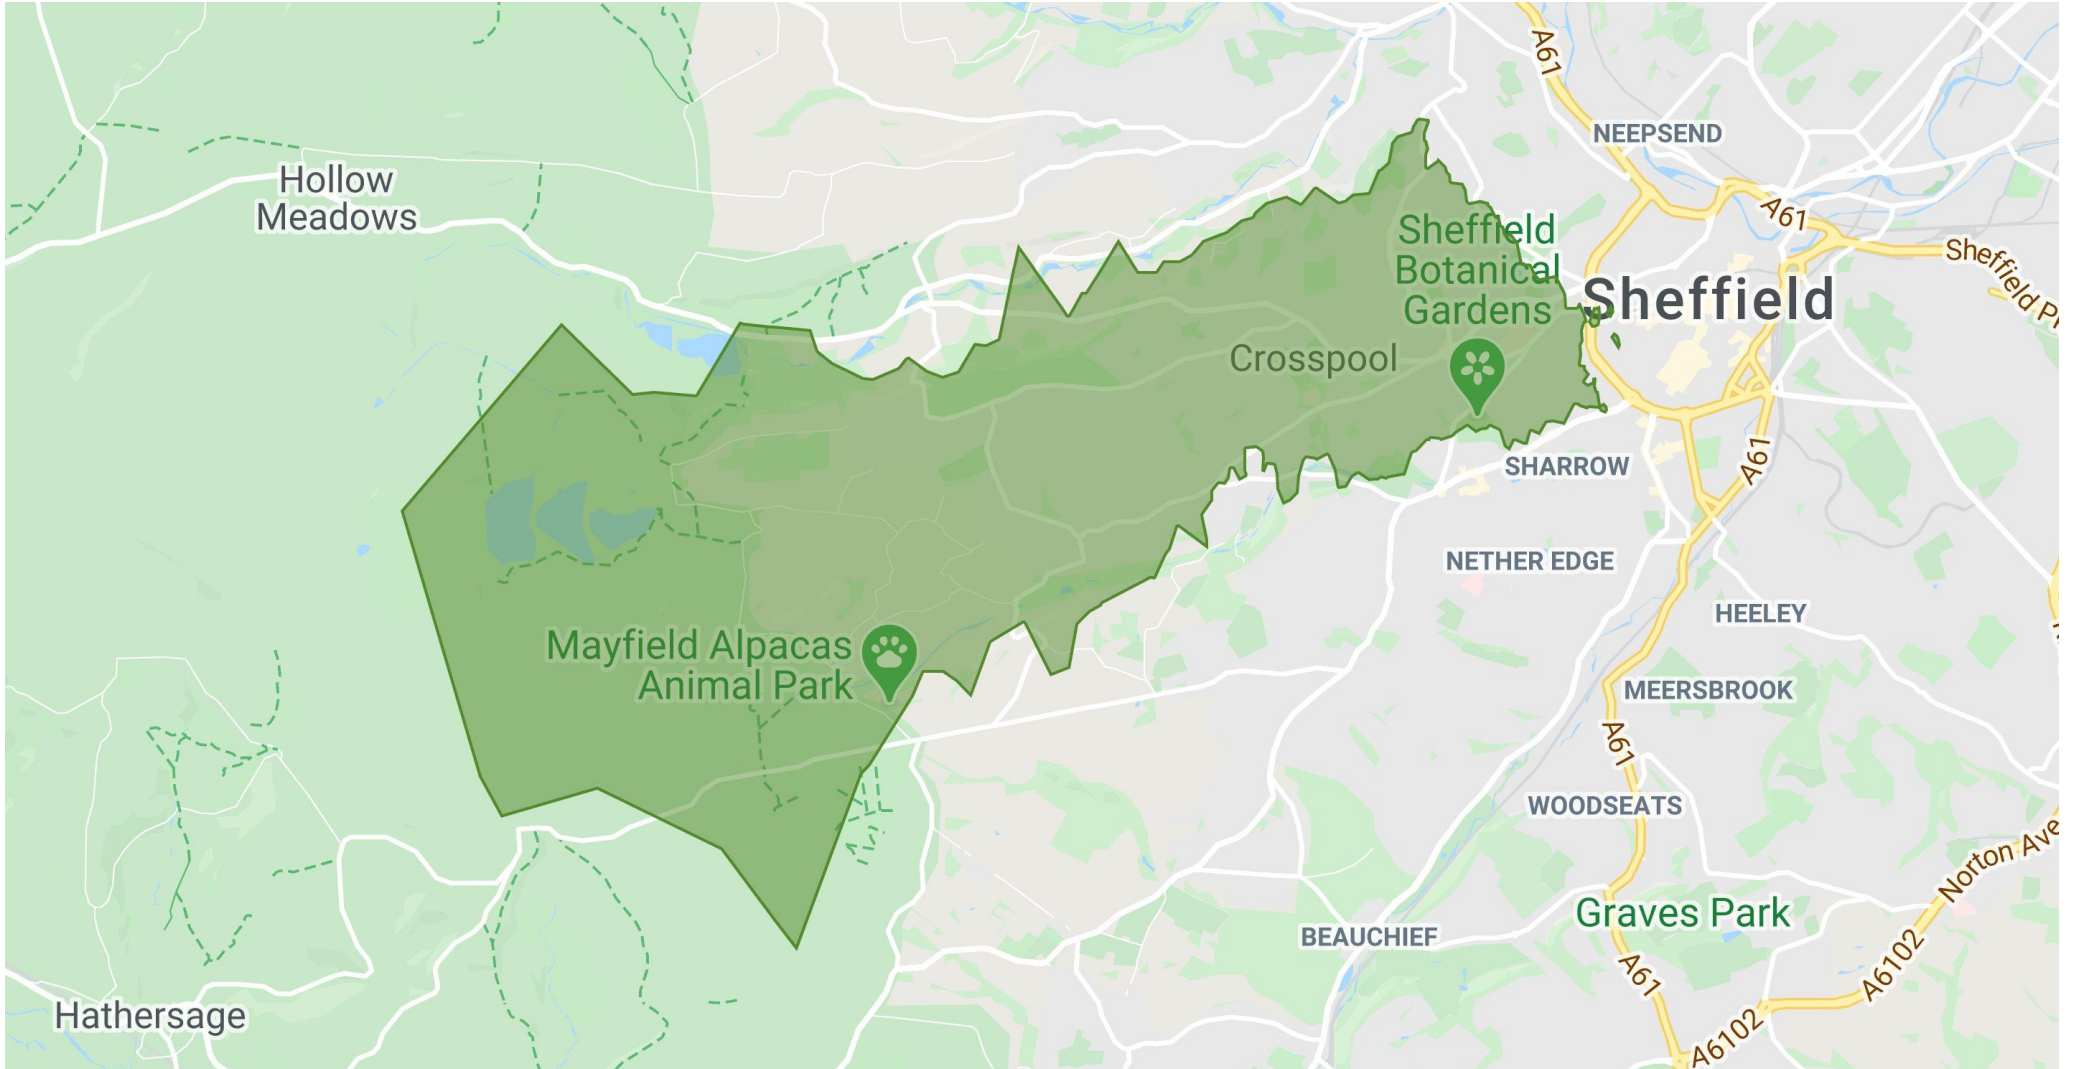 A61
NEEPSEND
Hollow
Meadows
A61
Sheffield
Botanical
Gardens
Sheffield P
Sheffield
Crosspool
SHARROW
A61
NETHER EDGE
HEELEY
Mayfield Alpacas
Animal Park
MEERSBROOK
A61
WOODSEATS
Norton Ave
Graves Park
BEAUCHIEF
A6102
A61
Hathersage
A6102